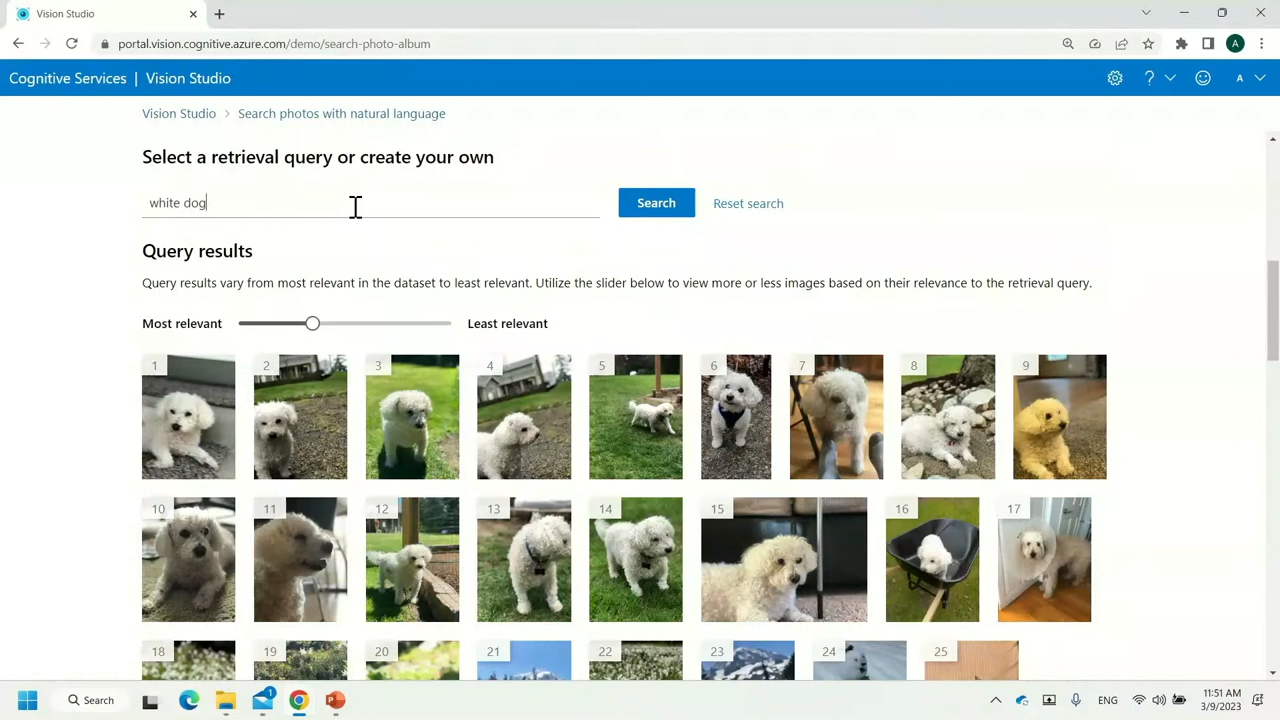 Vision Studio
portal.vision.cognitive.azure.com/demo/search-photo-album
A
Cognitive Services | Vision Studio
? A
Vision Studio > Search photos with natural language
Select a retrieval query or create your own
white dog
Search
Reset search
Query results
Query results vary from most relevant in the dataset to least relevant. Utilize the slider below to view more or less images based on their relevance to the retrieval query.
Most relevant
Least relevant
1 2 3 4 5 6 7 8 9
10 11 12 13 14 15 16 17
18 19 20 21 22 23 24 25
Search
1
ENG
11:51 AM
3/9/2023